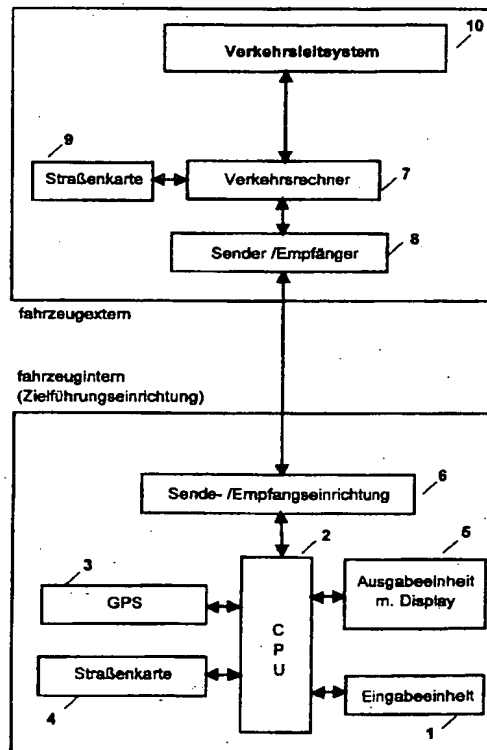 10
Verkehrsleitsystem
9
Straßenkarte
Verkehrsrechner
7
Sender /Empfänger
8
fahrzeugextern
fahrzeugintern
(Zielführungseinrichtung)
Sende- /Empfangseinrichtung
6
2
3
GPS
5
Ausgabeeinheit
m. Display
C
P
U
Straßenkarte
4
Eingabeeinheit
1